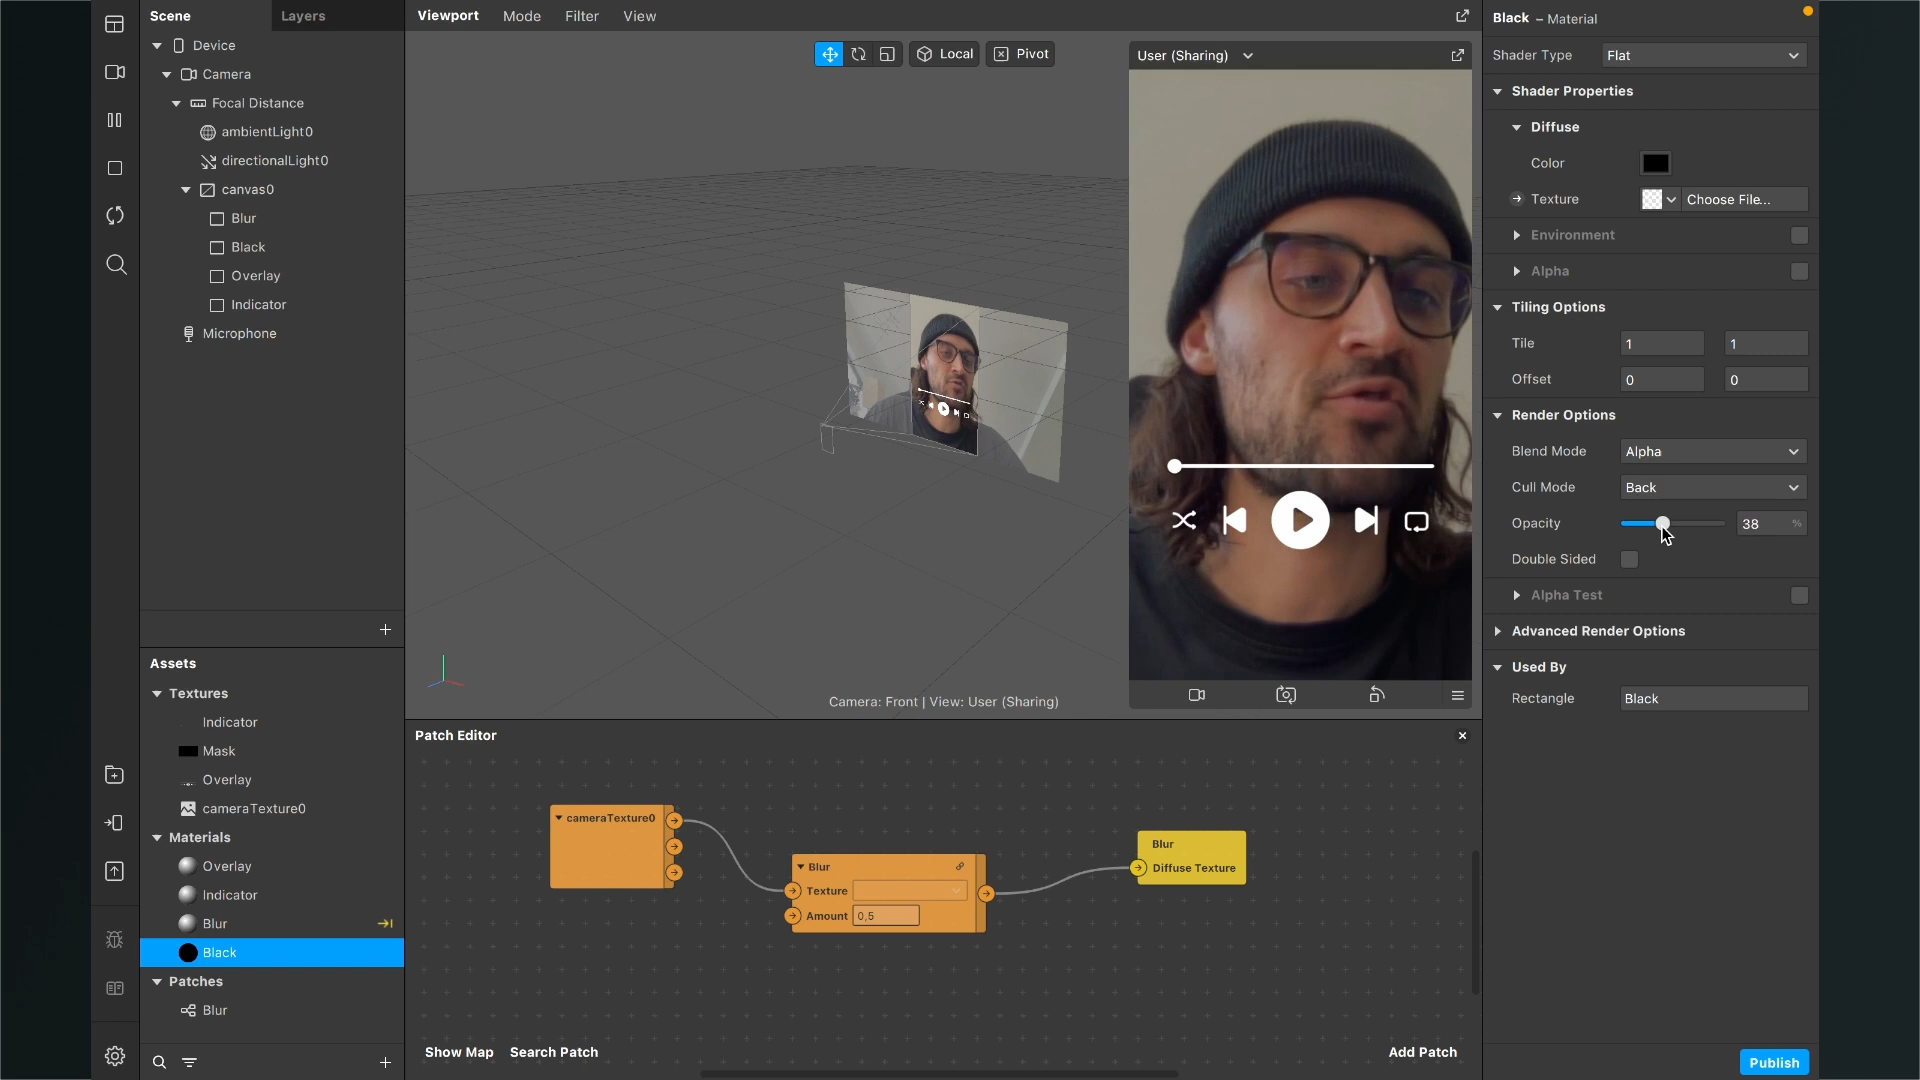 Scene
Layers
Device
Camera
Focal Distance
ambientLight0
directionalLight0
canvas0
Blur
Black
Overlay
Indicator
Microphone
Assets
Textures
Indicator
Mask
Overlay
cameraTexture0
Materials
Overlay
Indicator
Blur
Black
Patches
Blur
Viewport
Mode
Filter
View
Local
Pivot
User (Sharing)
Camera: Front | View: User (Sharing)
Patch Editor
cameraTexture0
Blur
Texture
Amount
0,5
Blur
Diffuse Texture
Show Map
Search Patch
Add Patch
Black – Material
Shader Type
Flat
Shader Properties
Diffuse
Color
Texture
Choose File...
Environment
Alpha
Tiling Options
Tile
1
1
Offset
0
0
Render Options
Blend Mode
Alpha
Cull Mode
Back
Opacity
38
%
Double Sided
Alpha Test
Advanced Render Options
Used By
Rectangle
Black
Publish